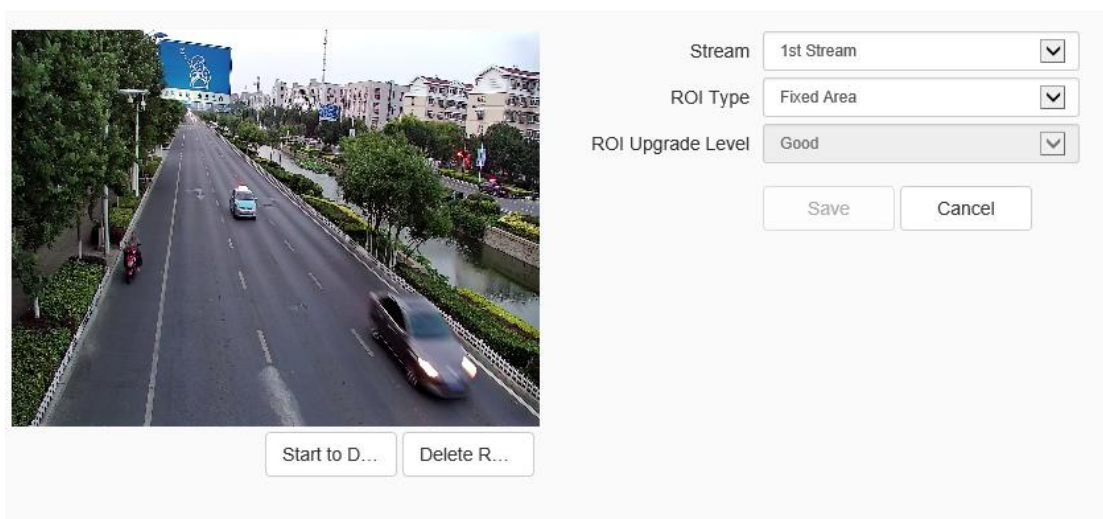 Stream 1st Stream
ROI Type Fixed Area
ROI Upgrade Level Good
Save Cancel
Start to D... Delete R...